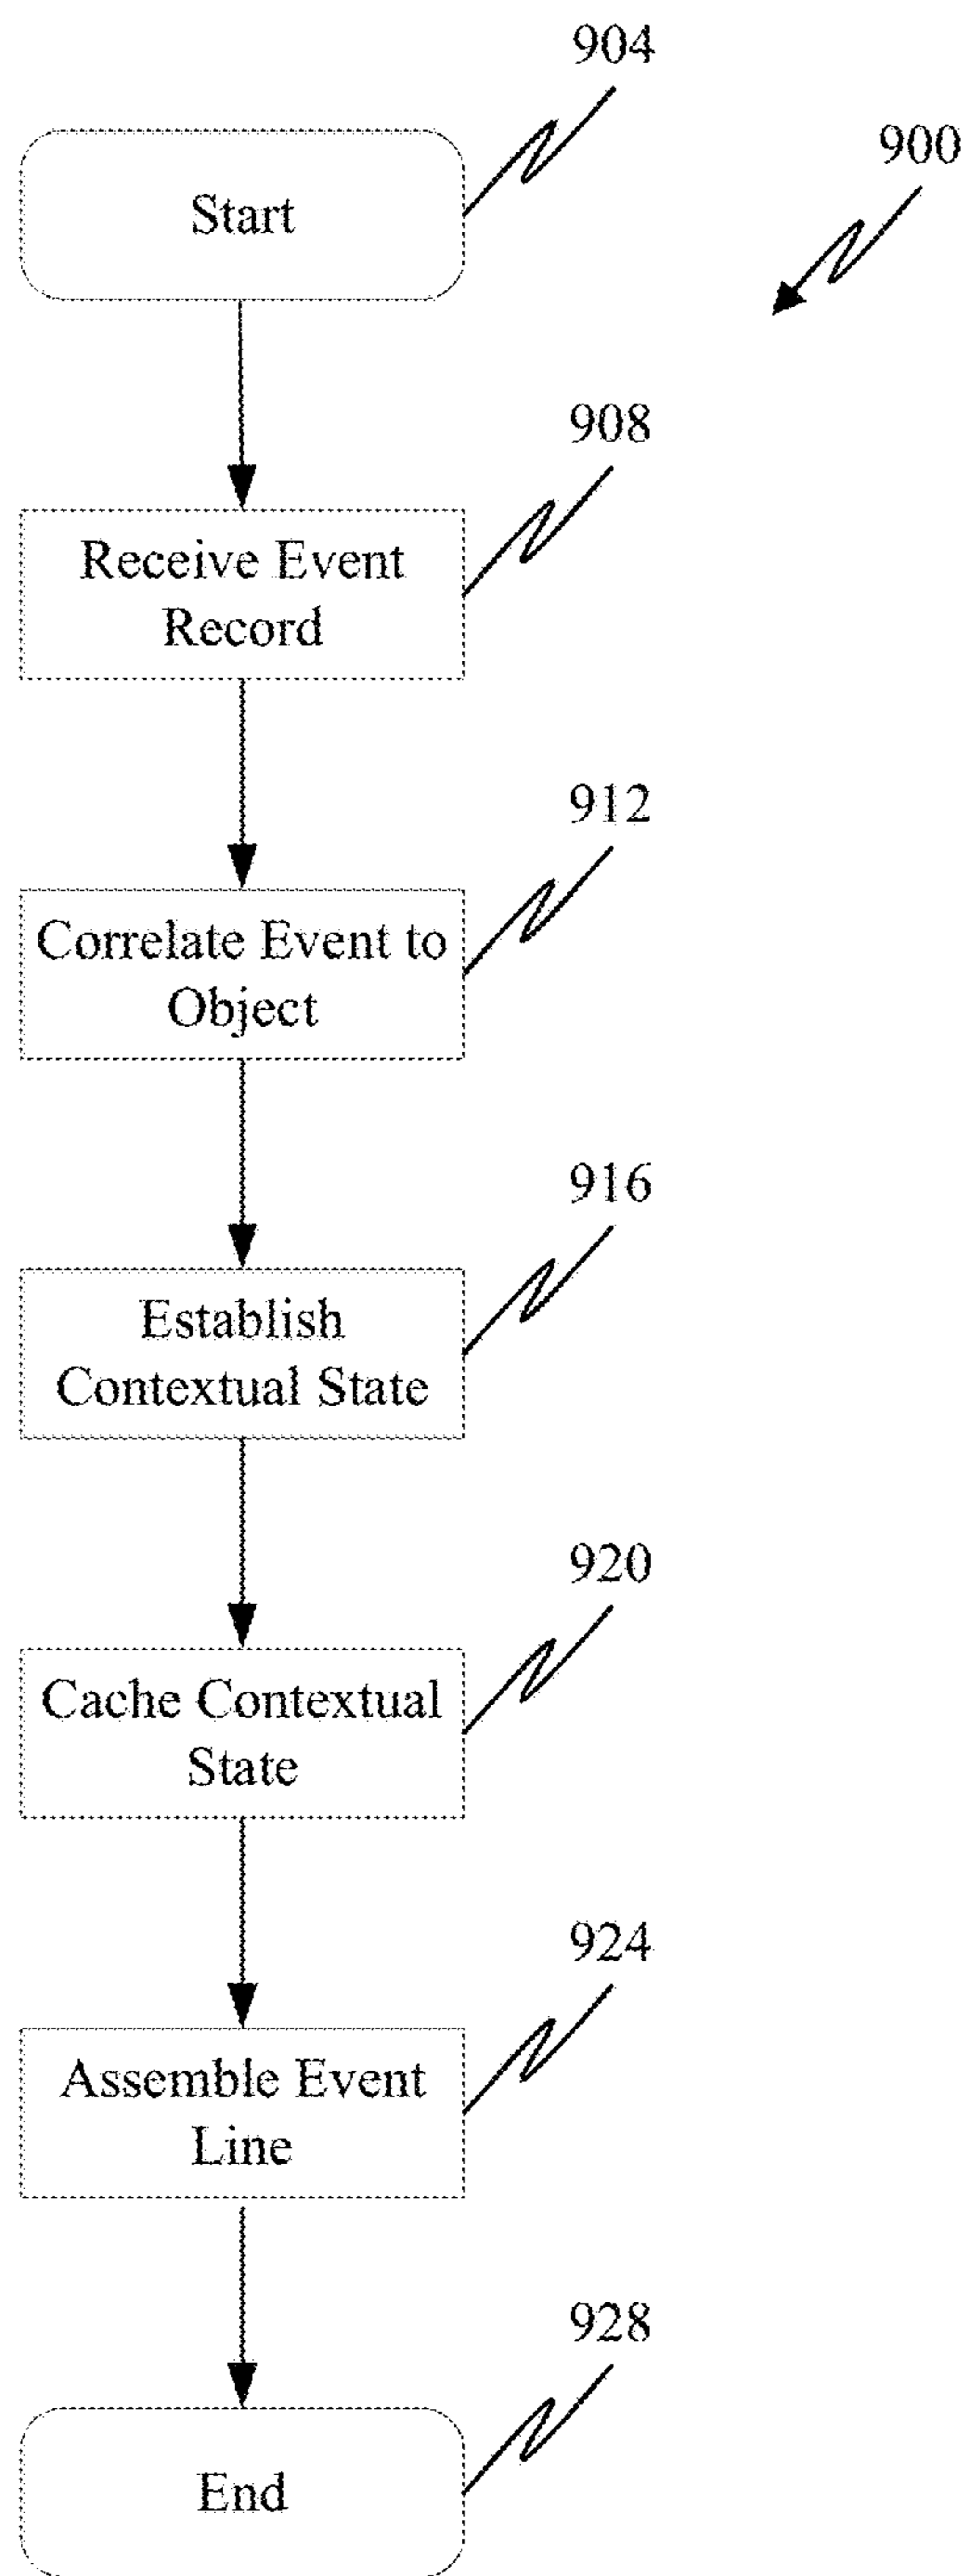 904
900
Start
908
Receive Event
Record
912
Correlate Event to
Object
916
Establish
Contextual State
920
Cache Contextual
State
924
Assemble Event
Line
928
End